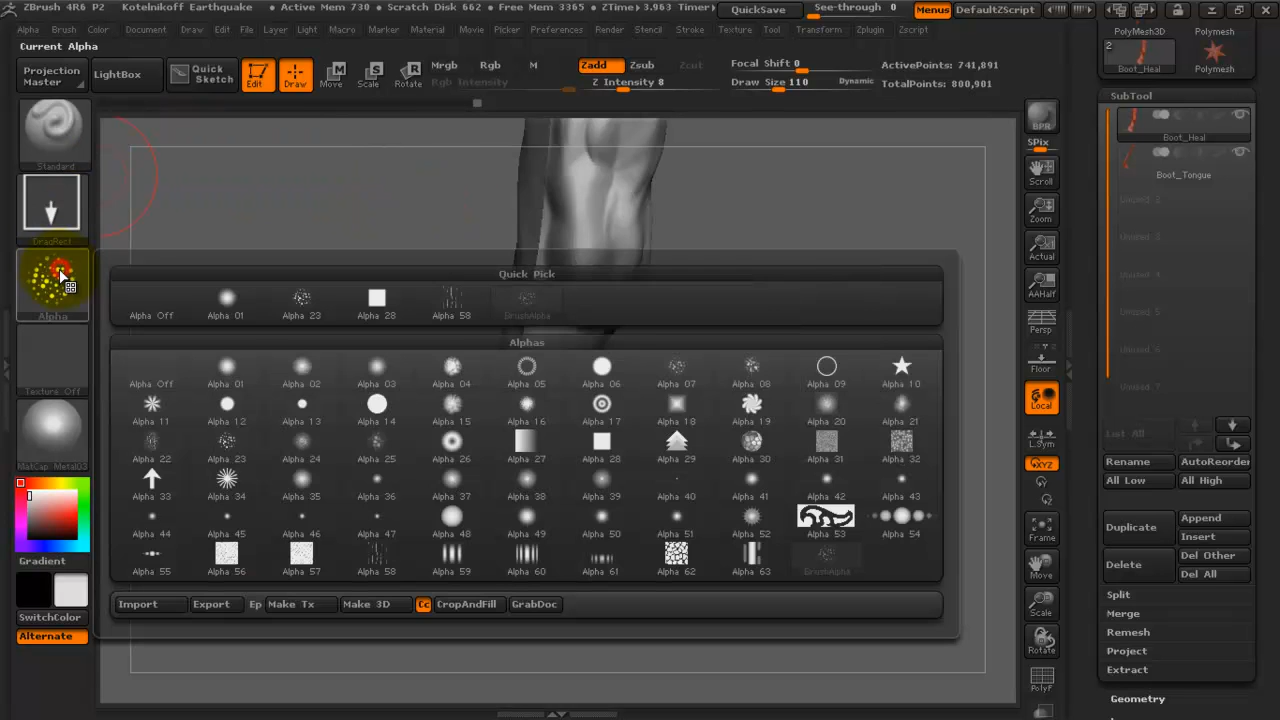 ZBrush 4R6 P2 Kotelnikoff Earthquake • Active Mem 730 • Scratch Disk 662 • Free Mem 3365 • ZTime▸3.963 Timer▸ QuickSave See-through 0 Menus DefaultZScript
Alpha Brush Color Document Draw Edit File Layer Light Macro Marker Material Movie Picker Preferences Render Stencil Stroke Texture Tool Transform Zplugin Zscript
Current Alpha
Projection Master LightBox Quick Sketch Edit Draw Move Scale Rotate
Mrgb Rgb M Zadd Zsub Zcut Focal Shift 0 ActivePoints: 741,891
Rgb Intensity Z Intensity 8 Draw Size 110 Dynamic TotalPoints: 800,901
Standard
DragRect
Alpha
Texture Off
MatCap Metal03
Gradient
SwitchColor
Alternate
Quick Pick
Alpha Off Alpha 01 Alpha 23 Alpha 28 Alpha 58 BrushAlpha
Alphas
Alpha Off Alpha 01 Alpha 02 Alpha 03 Alpha 04 Alpha 05 Alpha 06 Alpha 07 Alpha 08 Alpha 09 Alpha 10
Alpha 11 Alpha 12 Alpha 13 Alpha 14 Alpha 15 Alpha 16 Alpha 17 Alpha 18 Alpha 19 Alpha 20 Alpha 21
Alpha 22 Alpha 23 Alpha 24 Alpha 25 Alpha 26 Alpha 27 Alpha 28 Alpha 29 Alpha 30 Alpha 31 Alpha 32
Alpha 33 Alpha 34 Alpha 35 Alpha 36 Alpha 37 Alpha 38 Alpha 39 Alpha 40 Alpha 41 Alpha 42 Alpha 43
Alpha 44 Alpha 45 Alpha 46 Alpha 47 Alpha 48 Alpha 49 Alpha 50 Alpha 51 Alpha 52 Alpha 53 Alpha 54
Alpha 55 Alpha 56 Alpha 57 Alpha 58 Alpha 59 Alpha 60 Alpha 61 Alpha 62 Alpha 63 BrushAlpha
Import Export Ep Make Tx Make 3D Cc CropAndFill GrabDoc
BPR
SPix
Scroll
Zoom
Actual
AAHalf
Persp
Floor
Local
L.Sym
XYZ
Frame
Move
Scale
Rotate
PolyF
PolyMesh3D Polymesh
2
Boot_Heal Polymesh
SubTool
Boot_Heal
Boot_Tongue
Unused 2
Unused 3
Unused 4
Unused 5
Unused 6
Unused 7
List All
Rename AutoReorder
All Low All High
Duplicate Append
Insert
Delete Del Other
Del All
Split
Merge
Remesh
Project
Extract
Geometry